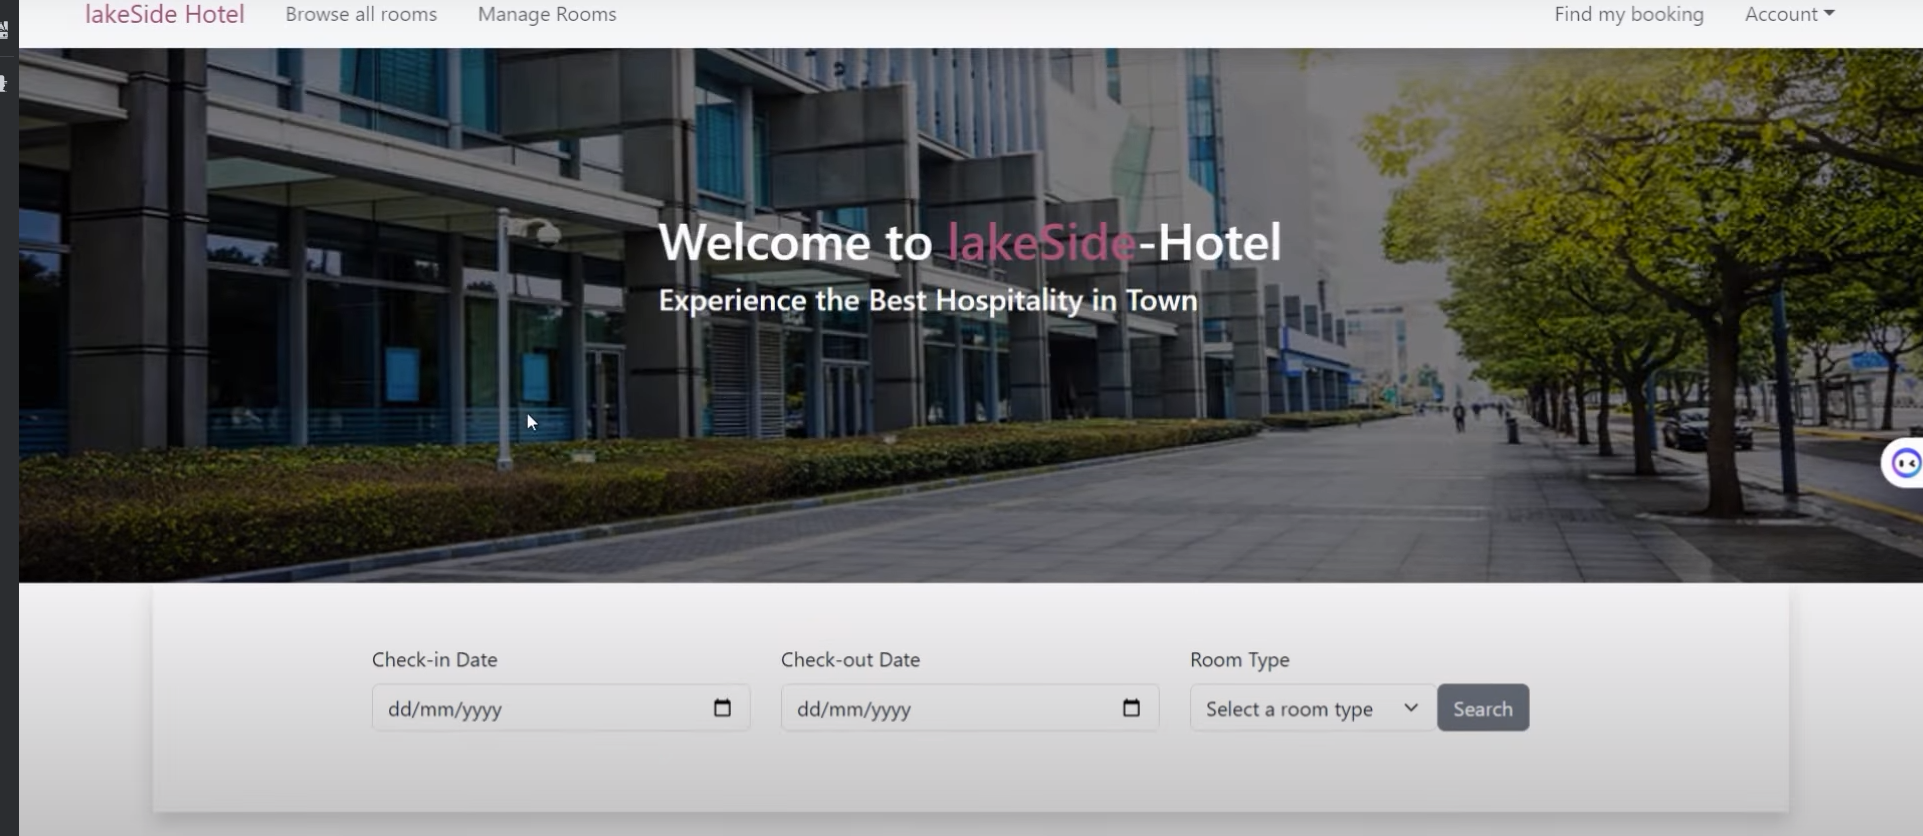 lakeSide Hotel Browse all rooms Manage Rooms Find my booking Account
Welcome to lakeSide-Hotel
Experience the Best Hospitality in Town
Check-in Date Check-out Date Room Type
dd/mm/yyyy dd/mm/yyyy Select a room type Search